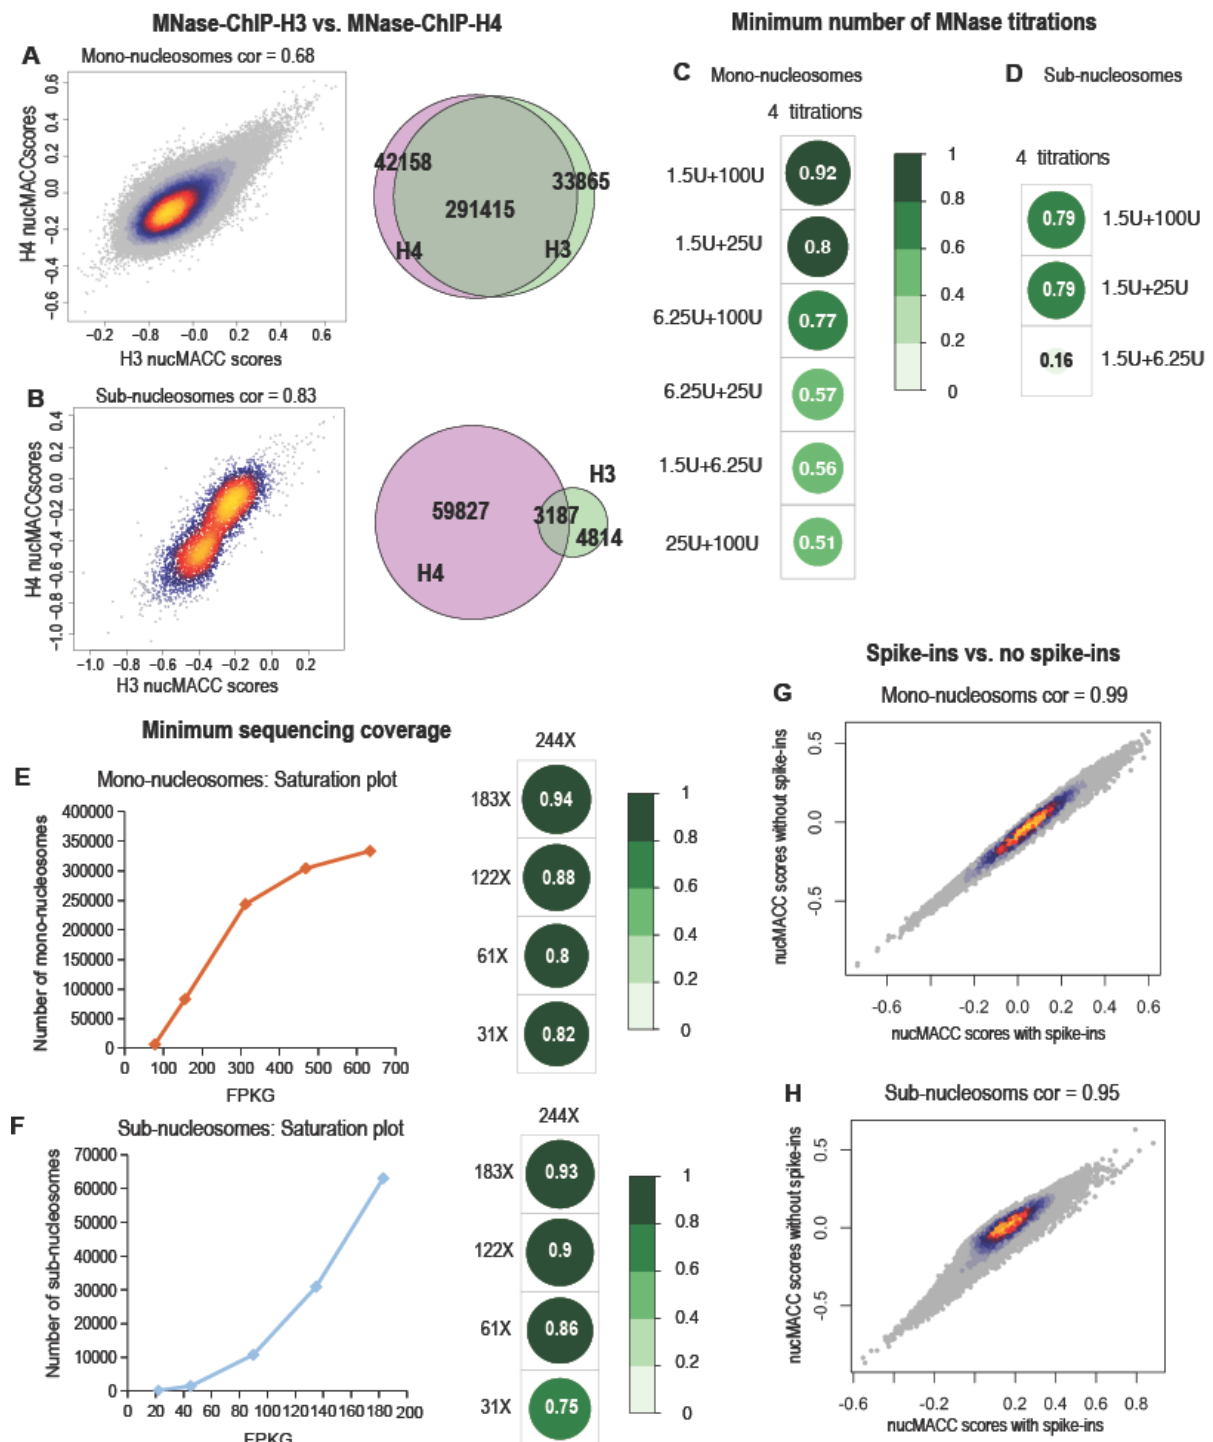 MNase-ChIP-H3 vs. MNase-ChIP-H4
A
Mono-nucleosomes cor = 0.68
H4 nucMACCscores
0.6
0.4
0.2
0.0
−0.2
−0.4
−0.6
−0.2 −0.8 −0.0 0.2 0.4 0.6
H3 nucMACC scores
42158
33865
291415
H4
H3
B
Sub-nucleosomes cor = 0.83
H4 nucMACCscores
0.4
0.2
0.0
−0.2
−0.4
−0.6
−0.8
−1.0
−1.0 −0.8 −0.6 −0.4 −0.2 0.0 0.2
H3 nucMACC scores
H3
59827
3187
4814
H4
Minimum number of MNase titrations
C
Mono-nucleosomes
4 titrations
1.5U+100U
0.92
1.5U+25U
0.8
6.25U+100U
0.77
6.25U+25U
0.57
1.5U+6.25U
0.56
25U+100U
0.51
1
0.8
0.6
0.4
0.2
0
D
Sub-nucleosomes
4 titrations
0.79
1.5U+100U
0.79
1.5U+25U
0.16
1.5U+6.25U
Minimum sequencing coverage
E
Mono-nucleosomes: Saturation plot
Number of mono-nucleosomes
400000
350000
300000
250000
200000
150000
100000
50000
0
0 100 200 300 400 500 600 700
FPKG
244X
183X
0.94
122X
0.88
61X
0.8
31X
0.82
1
0.8
0.6
0.4
0.2
0
F
Sub-nucleosomes: Saturation plot
Number of sub-nucleosomes
70000
60000
50000
40000
30000
20000
10000
0
0 20 40 60 80 100 120 140 160 180 200
FPKG
244X
183X
0.93
122X
0.9
61X
0.86
31X
0.75
1
0.8
0.6
0.4
0.2
0
Spike-ins vs. no spike-ins
G
Mono-nucleosoms cor = 0.99
nucMACC scores without spike-ins
0.5
0.0
-0.5
-0.6 -0.2 0.0 0.2 0.4 0.6
nucMACC scores with spike-ins
H
Sub-nucleosoms cor = 0.95
nucMACC scores without spike-ins
0.5
0.0
-0.5
-0.6 -0.2 0.2 0.4 0.8
nucMACC scores with spike-ins